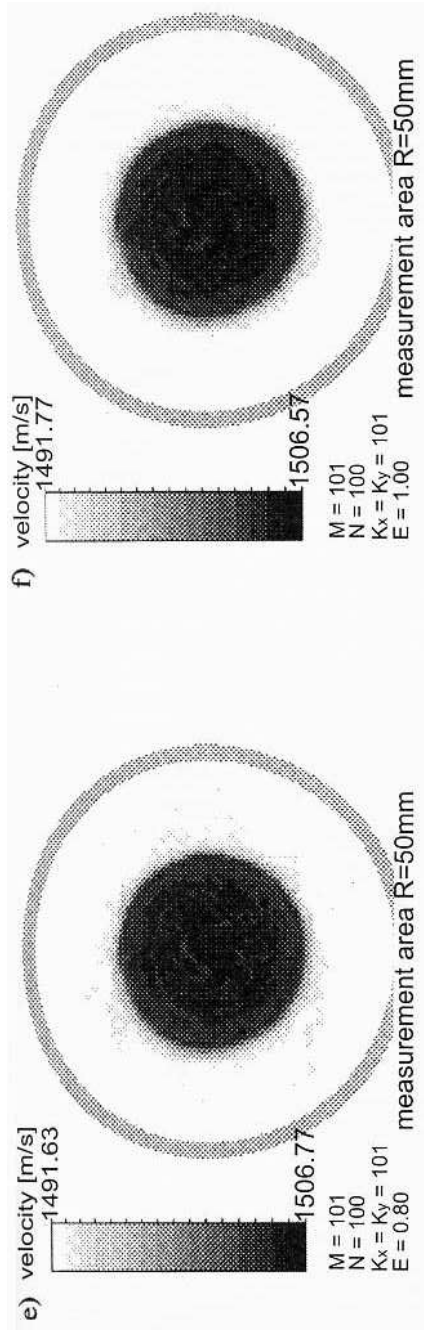 e) velocity [m/s]
1491.63
1506.77
M = 101
N = 100
Kx = Ky = 101
E = 0.80
measurement area R=50mm
f) velocity [m/s]
1491.77
1506.57
M = 101
N = 100
Kx = Ky = 101
E = 1.00
measurement area R=50mm